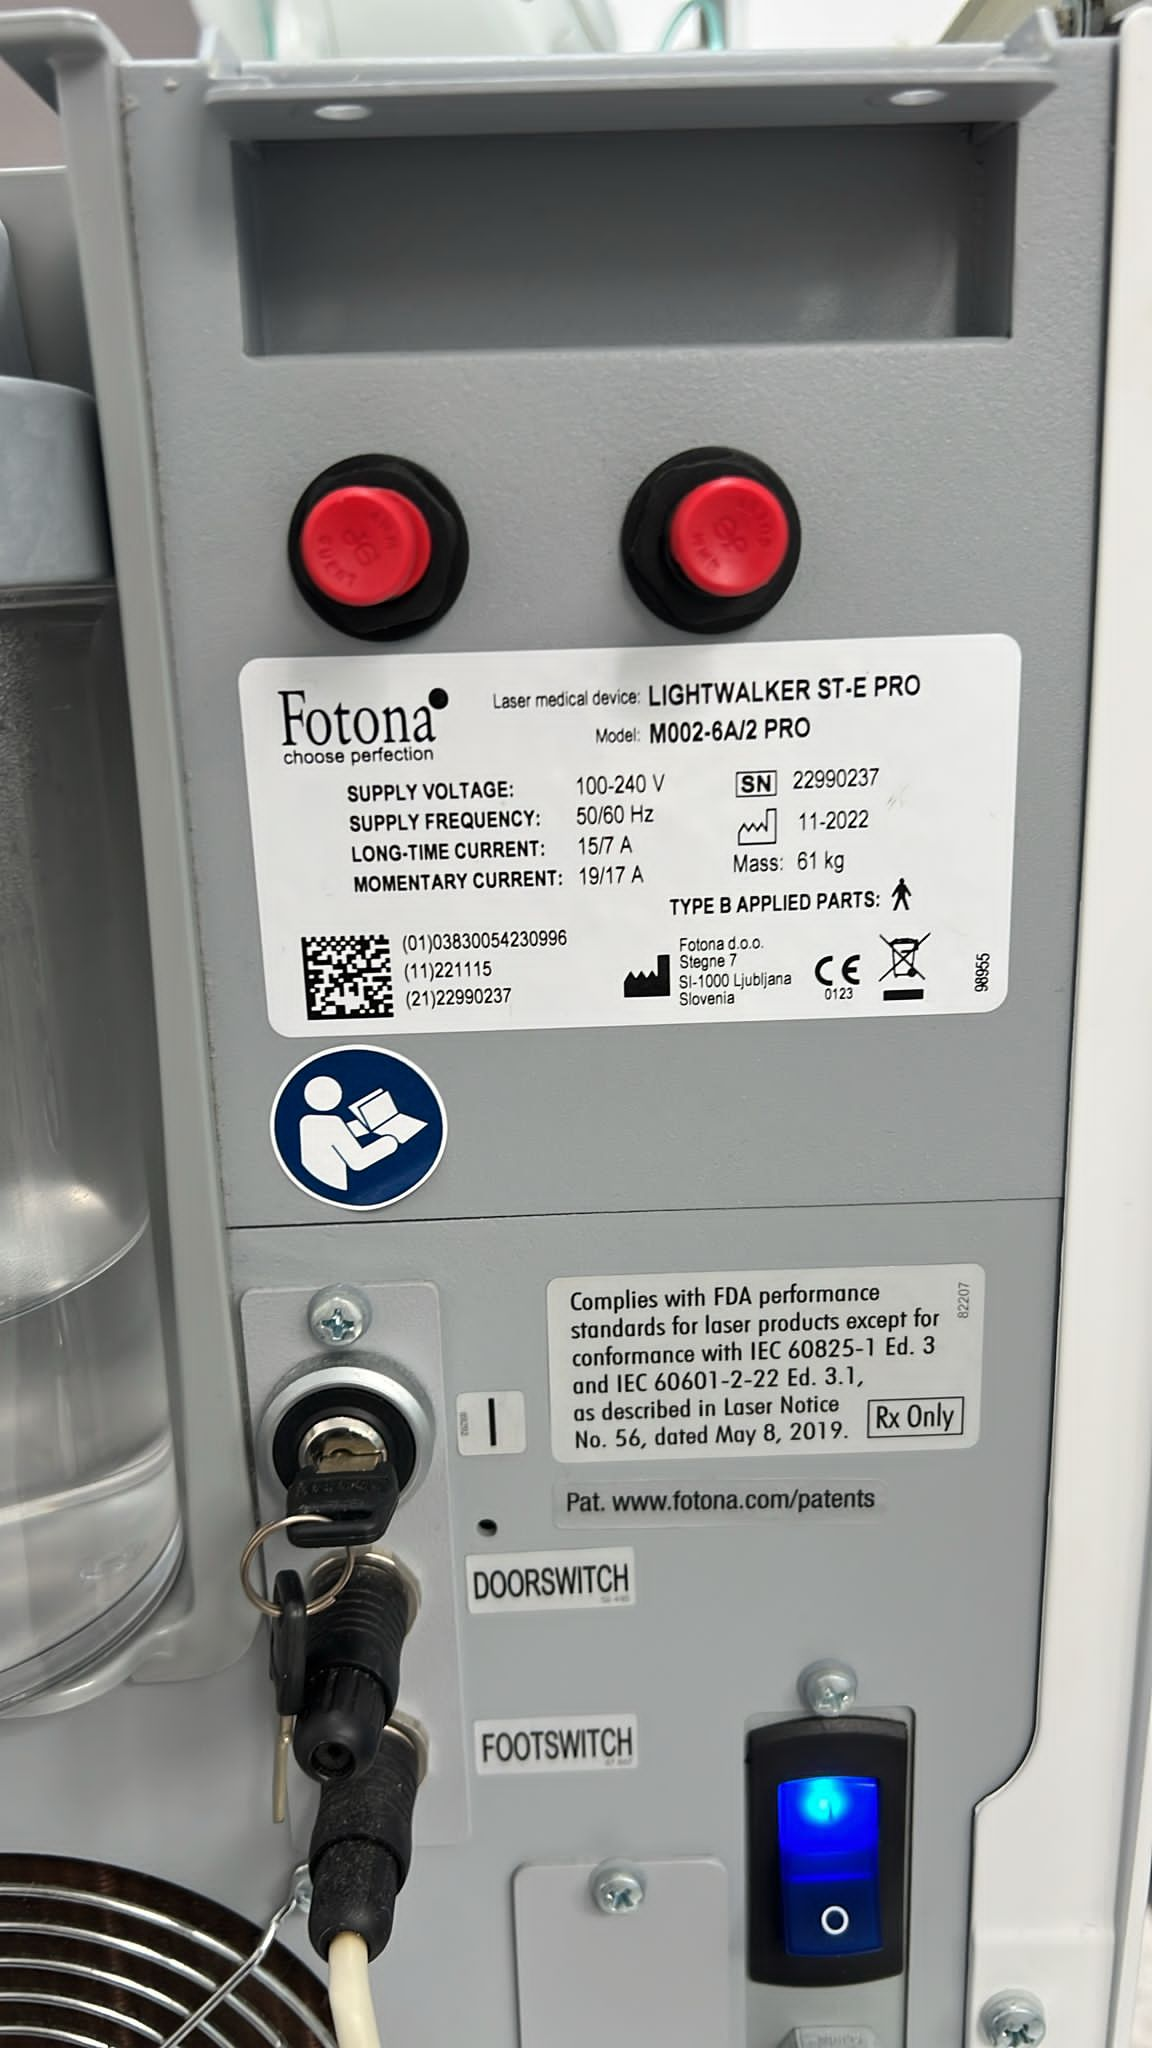 Fotona
choose perfection
Laser medical device: LIGHTWALKER ST-E PRO
Model: M002-6A/2 PRO
SUPPLY VOLTAGE: 100-240 V
SUPPLY FREQUENCY: 50/60 Hz
LONG-TIME CURRENT: 15/7 A
MOMENTARY CURRENT: 19/17 A
SN 22990237
11-2022
Mass: 61 kg
TYPE B APPLIED PARTS:
(01)03830054230996
(11)221115
(21)22990237
Fotona d.o.o.
Stegne 7
SI-1000 Ljubljana
Slovenia
CE
0123
98955
Complies with FDA performance
standards for laser products except for
conformance with IEC 60825-1 Ed. 3
and IEC 60601-2-22 Ed. 3.1,
as described in Laser Notice
No. 56, dated May 8, 2019.
Rx Only
82207
Pat. www.fotona.com/patents
DOORSWITCH
FOOTSWITCH